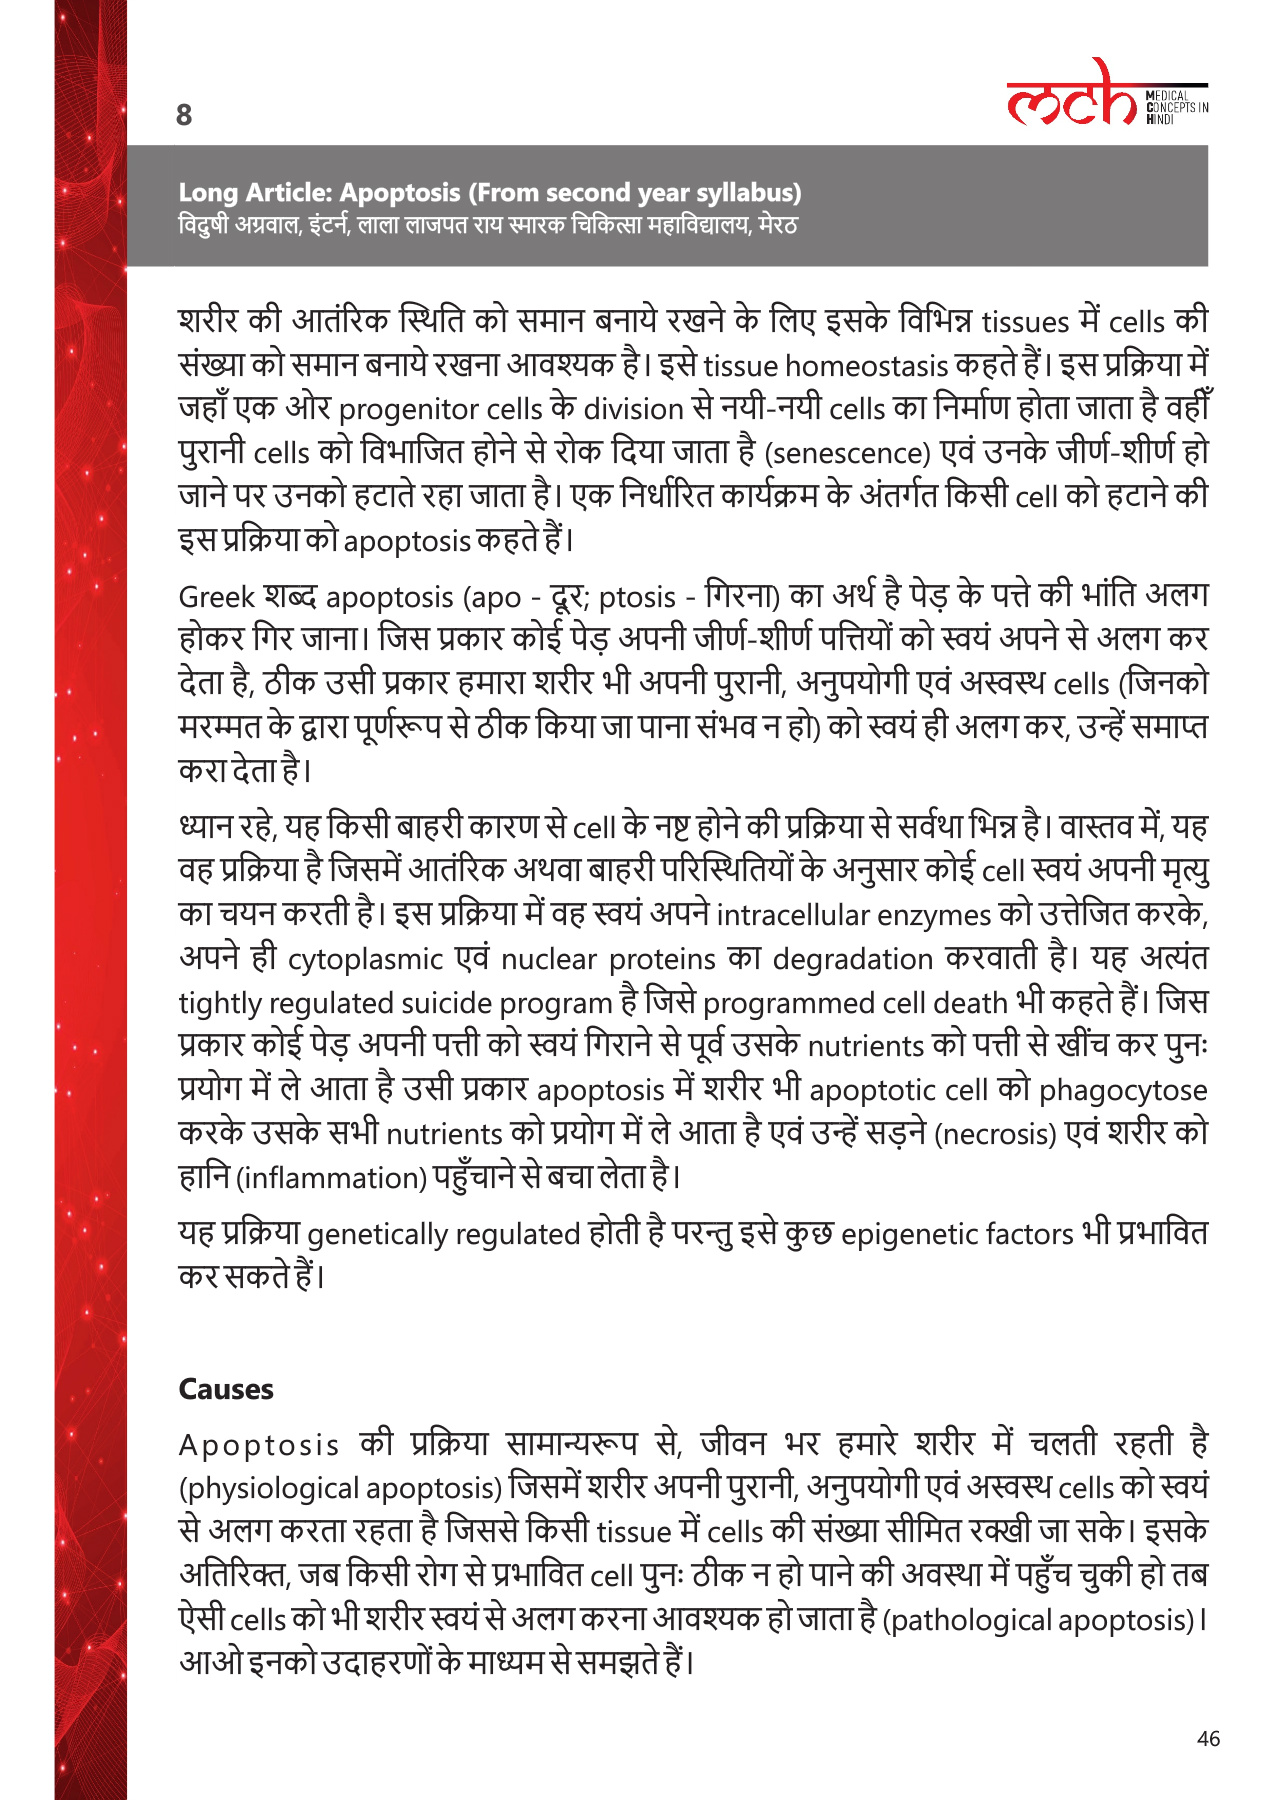 8
mch
MEDICAL
CONCEPTS IN
HINDI
Long Article: Apoptosis (From second year syllabus)
विदुषी अग्रवाल, इंटर्न, लाला लाजपत राय स्मारक चिकित्सा महाविद्यालय, मेरठ
शरीर की आतंरिक स्थिति को समान बनाये रखने के लिए इसके विभिन्न tissues में cells की
संख्या को समान बनाये रखना आवश्यक है। इसे tissue homeostasis कहते हैं। इस प्रक्रिया में
जहाँ एक ओर progenitor cells के division से नयी-नयी cells का निर्माण होता जाता है वहीँ
पुरानी cells को विभाजित होने से रोक दिया जाता है (senescence) एवं उनके जीर्ण-शीर्ण हो
जाने पर उनको हटाते रहा जाता है। एक निर्धारित कार्यक्रम के अंतर्गत किसी cell को हटाने की
इस प्रक्रिया को apoptosis कहते हैं।
Greek शब्द apoptosis (apo - दूर; ptosis - गिरना) का अर्थ है पेड़ के पत्ते की भांति अलग
होकर गिर जाना। जिस प्रकार कोई पेड़ अपनी जीर्ण-शीर्ण पत्तियों को स्वयं अपने से अलग कर
देता है, ठीक उसी प्रकार हमारा शरीर भी अपनी पुरानी, अनुपयोगी एवं अस्वस्थ cells (जिनको
मरम्मत के द्वारा पूर्णरूप से ठीक किया जा पाना संभव न हो) को स्वयं ही अलग कर, उन्हें समाप्त
करा देता है।
ध्यान रहे, यह किसी बाहरी कारण से cell के नष्ट होने की प्रक्रिया से सर्वथा भिन्न है। वास्तव में, यह
वह प्रक्रिया है जिसमें आतंरिक अथवा बाहरी परिस्थितियों के अनुसार कोई cell स्वयं अपनी मृत्यु
का चयन करती है। इस प्रक्रिया में वह स्वयं अपने intracellular enzymes को उत्तेजित करके,
अपने ही cytoplasmic एवं nuclear proteins का degradation करवाती है। यह अत्यंत
tightly regulated suicide program है जिसे programmed cell death भी कहते हैं। जिस
प्रकार कोई पेड़ अपनी पत्ती को स्वयं गिराने से पूर्व उसके nutrients को पत्ती से खींच कर पुनः
प्रयोग में ले आता है उसी प्रकार apoptosis में शरीर भी apoptotic cell को phagocytose
करके उसके सभी nutrients को प्रयोग में ले आता है एवं उन्हें सड़ने (necrosis) एवं शरीर को
हानि (inflammation) पहुँचाने से बचा लेता है।
यह प्रक्रिया genetically regulated होती है परन्तु इसे कुछ epigenetic factors भी प्रभावित
कर सकते हैं।
Causes
Apoptosis की प्रक्रिया सामान्यरूप से, जीवन भर हमारे शरीर में चलती रहती है
(physiological apoptosis) जिसमें शरीर अपनी पुरानी, अनुपयोगी एवं अस्वस्थ cells को स्वयं
से अलग करता रहता है जिससे किसी tissue में cells की संख्या सीमित रक्खी जा सके। इसके
अतिरिक्त, जब किसी रोग से प्रभावित cell पुनः ठीक न हो पाने की अवस्था में पहुँच चुकी हो तब
ऐसी cells को भी शरीर स्वयं से अलग करना आवश्यक हो जाता है (pathological apoptosis)।
आओ इनको उदाहरणों के माध्यम से समझते हैं।
46